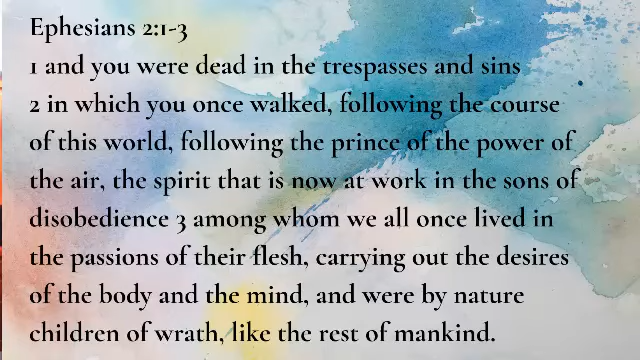 Ephesians 2:1-3
1 and you were dead in the trespasses and sins
2 in which you once walked, following the course
of this world, following the prince of the power of
the air, the spirit that is now at work in the sons of
disobedience 3 among whom we all once lived in
the passions of their flesh, carrying out the desires
of the body and the mind, and were by nature
children of wrath, like the rest of mankind.